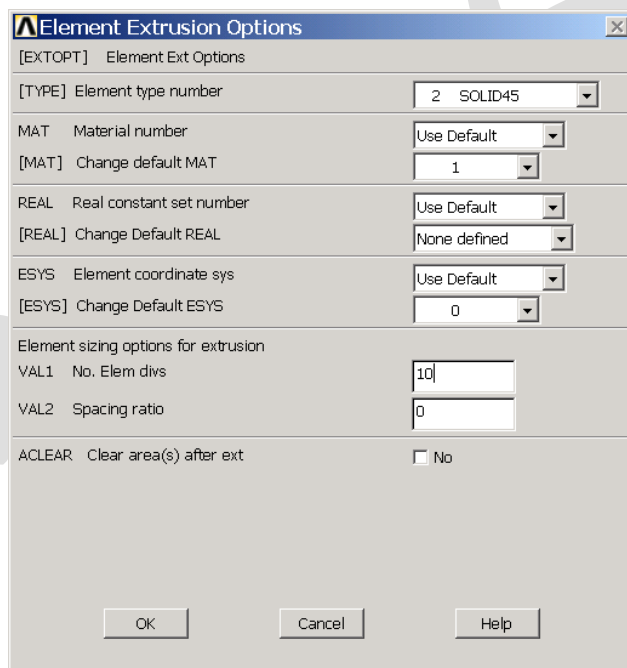 Element Extrusion Options
[EXTOPT] Element Ext Options
[TYPE] Element type number 2 SOLID45
MAT Material number Use Default
[MAT] Change default MAT 1
REAL Real constant set number Use Default
[REAL] Change Default REAL None defined
ESYS Element coordinate sys Use Default
[ESYS] Change Default ESYS 0
Element sizing options for extrusion
VAL1 No. Elem divs 10
VAL2 Spacing ratio 0
ACLEAR Clear area(s) after ext No
OK Cancel Help